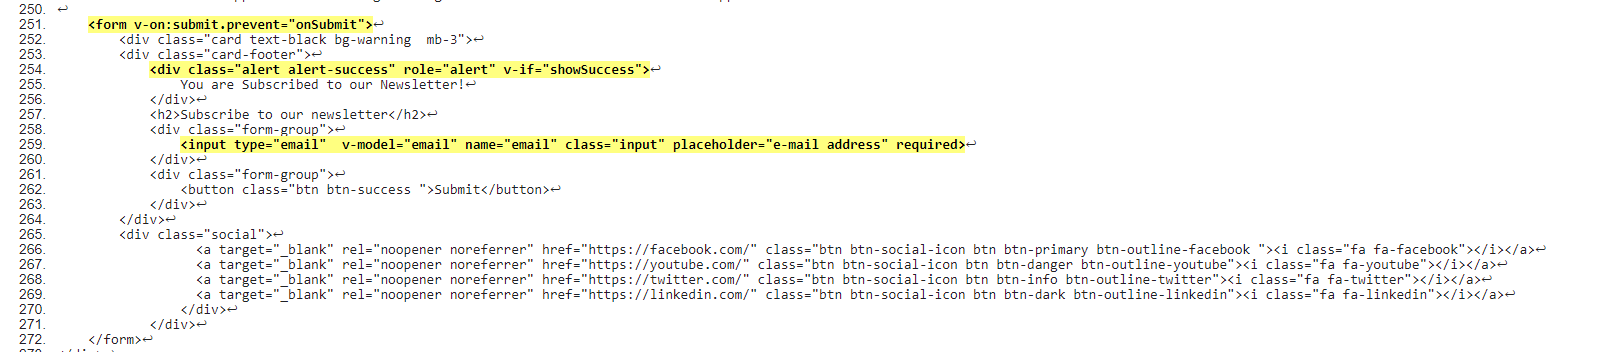 250. ↩
251. <form v-on:submit.prevent="onSubmit">↩
252. <div class="card text-black bg-warning  mb-3">↩
253. <div class="card-footer">↩
254. <div class="alert alert-success" role="alert" v-if="showSuccess">↩
255. You are Subscribed to our Newsletter!↩
256. </div>↩
257. <h2>Subscribe to our newsletter</h2>↩
258. <div class="form-group">↩
259. <input type="email"  v-model="email" name="email" class="input" placeholder="e-mail address" required>↩
260. </div>↩
261. <div class="form-group">↩
262. <button class="btn btn-success ">Submit</button>↩
263. </div>↩
264. </div>↩
265. <div class="social">↩
266. <a target="_blank" rel="noopener noreferrer" href="https://facebook.com/" class="btn btn-social-icon btn btn-primary btn-outline-facebook "><i class="fa fa-facebook"></i></a>↩
267. <a target="_blank" rel="noopener noreferrer" href="https://youtube.com/" class="btn btn-social-icon btn btn-danger btn-outline-youtube"><i class="fa fa-youtube"></i></a>↩
268. <a target="_blank" rel="noopener noreferrer" href="https://twitter.com/" class="btn btn-social-icon btn btn-info btn-outline-twitter"><i class="fa fa-twitter"></i></a>↩
269. <a target="_blank" rel="noopener noreferrer" href="https://linkedin.com/" class="btn btn-social-icon btn btn-dark btn-outline-linkedin"><i class="fa fa-linkedin"></i></a>↩
270. </div>↩
271. </div>↩
272. </form>↩